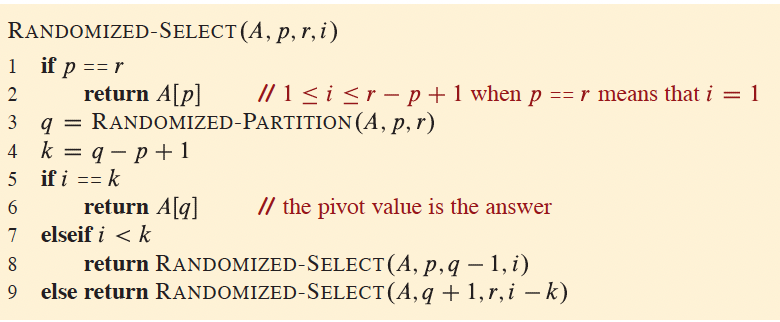 RANDOMIZED-SELECT(A, p, r, i)
1 if p == r
2 return A[p] // 1 ≤ i ≤ r − p + 1 when p == r means that i = 1
3 q = RANDOMIZED-PARTITION(A, p, r)
4 k = q − p + 1
5 if i == k
6 return A[q] // the pivot value is the answer
7 elseif i < k
8 return RANDOMIZED-SELECT(A, p, q − 1, i)
9 else return RANDOMIZED-SELECT(A, q + 1, r, i − k)